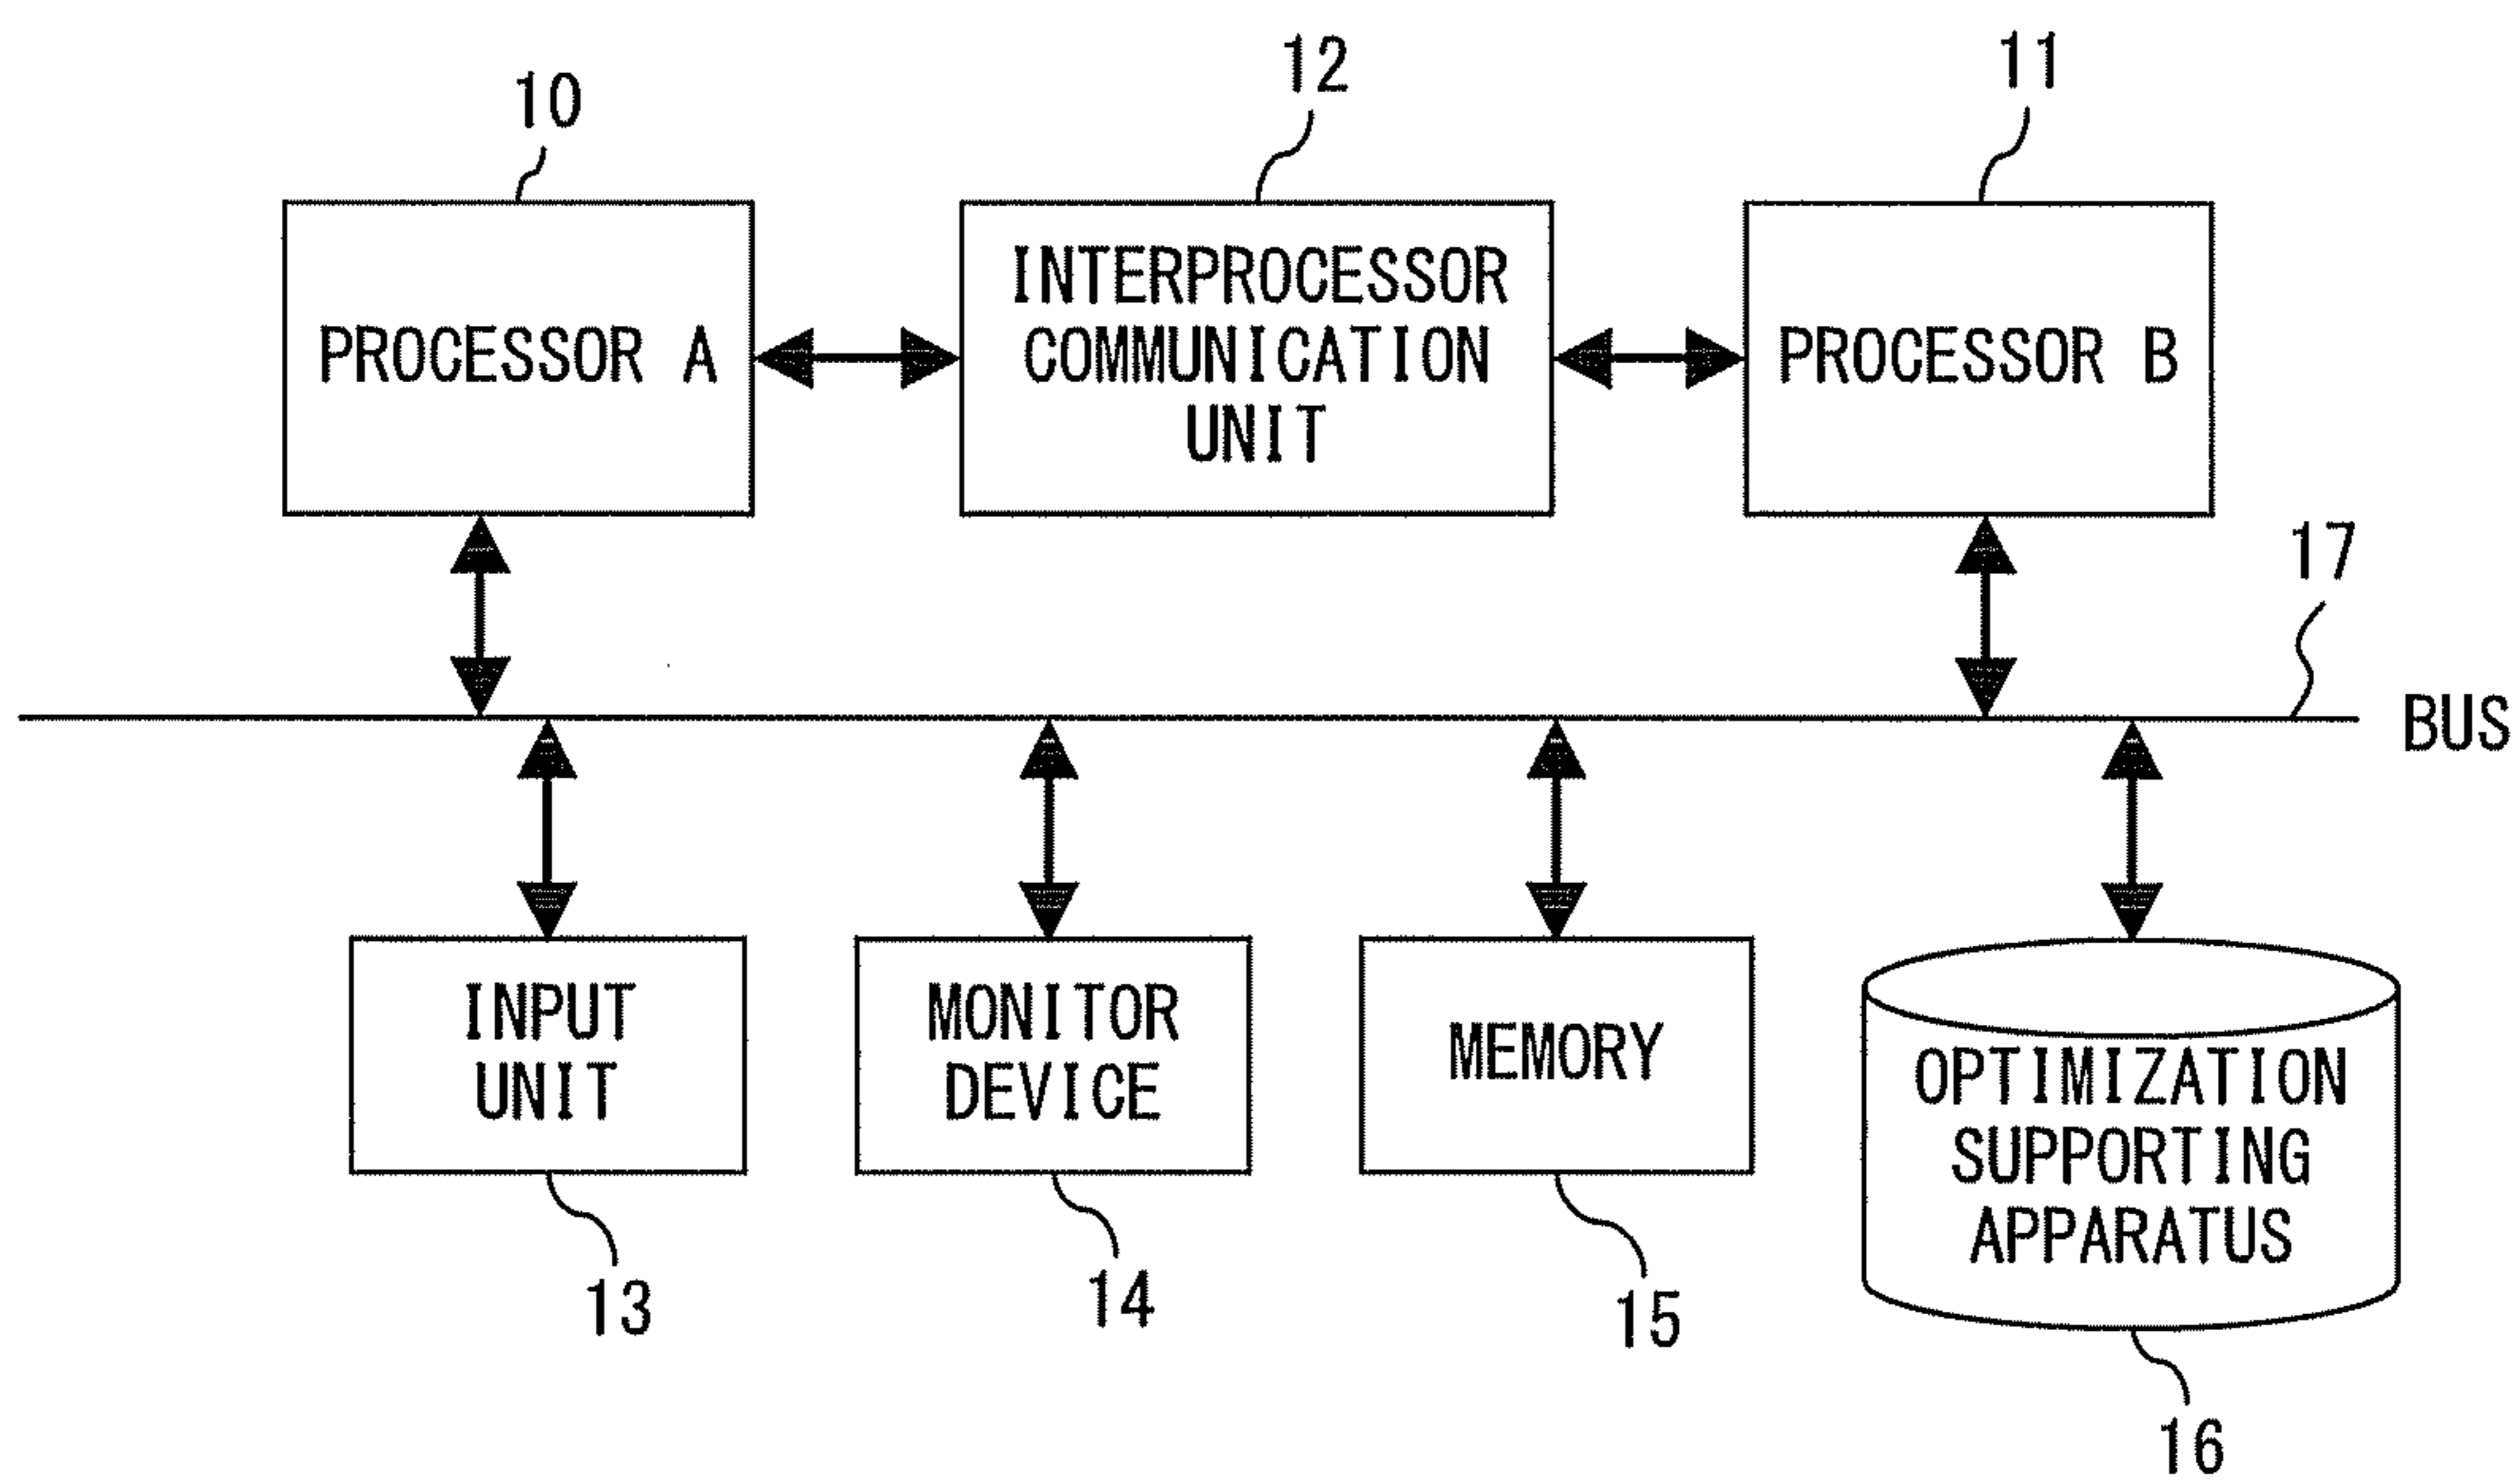 10
12
11
PROCESSOR A
INTERPROCESSOR
COMMUNICATION
UNIT
PROCESSOR B
17
BUS
INPUT
UNIT
MONITOR
DEVICE
MEMORY
OPTIMIZATION
SUPPORTING
APPARATUS
13
14
15
16